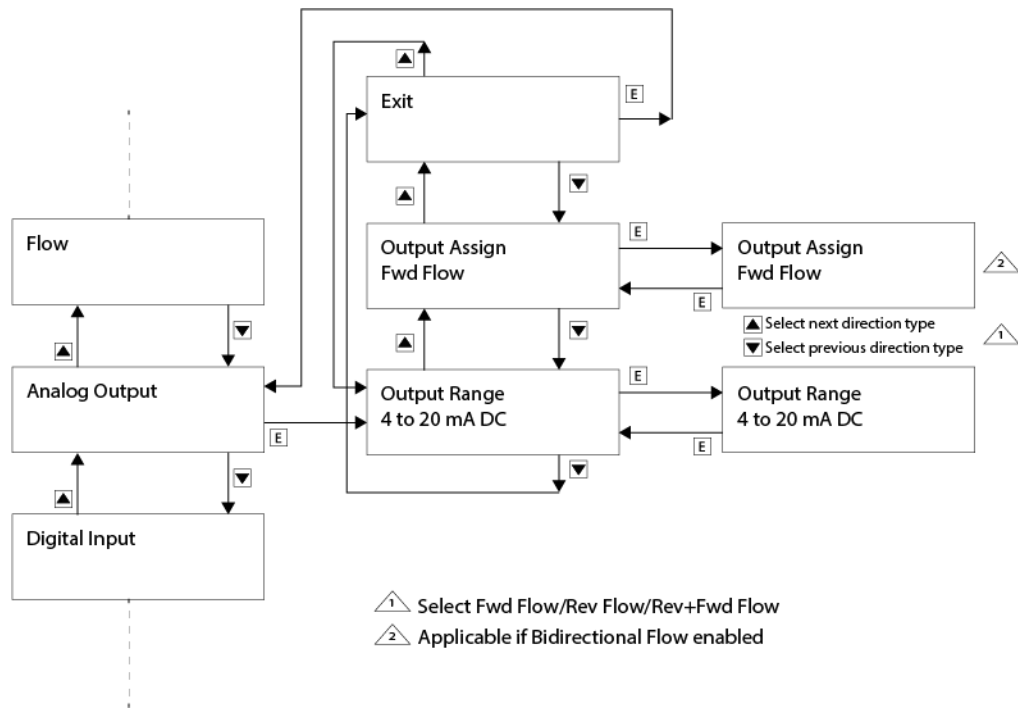 Exit
E
Flow
Output Assign
Fwd Flow
E
E
Output Assign
Fwd Flow
2
▲ Select next direction type
▼ Select previous direction type
1
Analog Output
E
Output Range
4 to 20 mA DC
E
E
Output Range
4 to 20 mA DC
Digital Input
1 Select Fwd Flow/Rev Flow/Rev+Fwd Flow
2 Applicable if Bidirectional Flow enabled